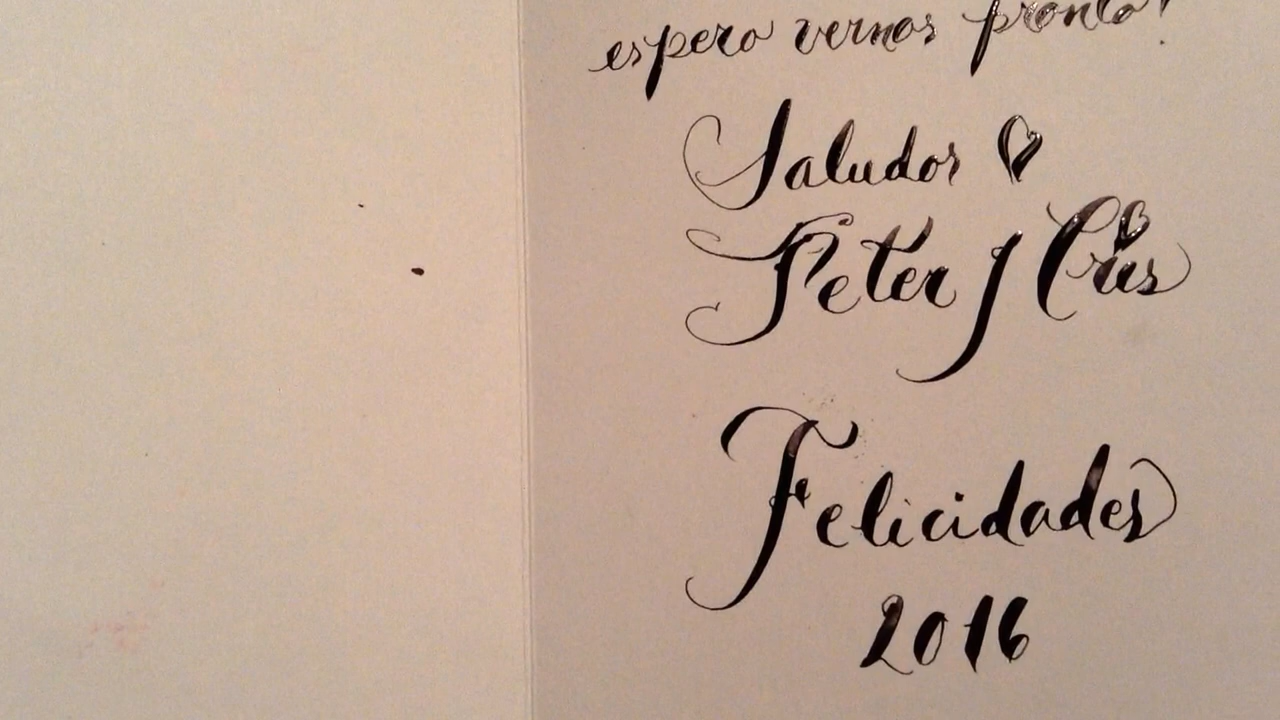 espero vernos pronto!
Saludos
Peter y Cris
Felicidades
2016